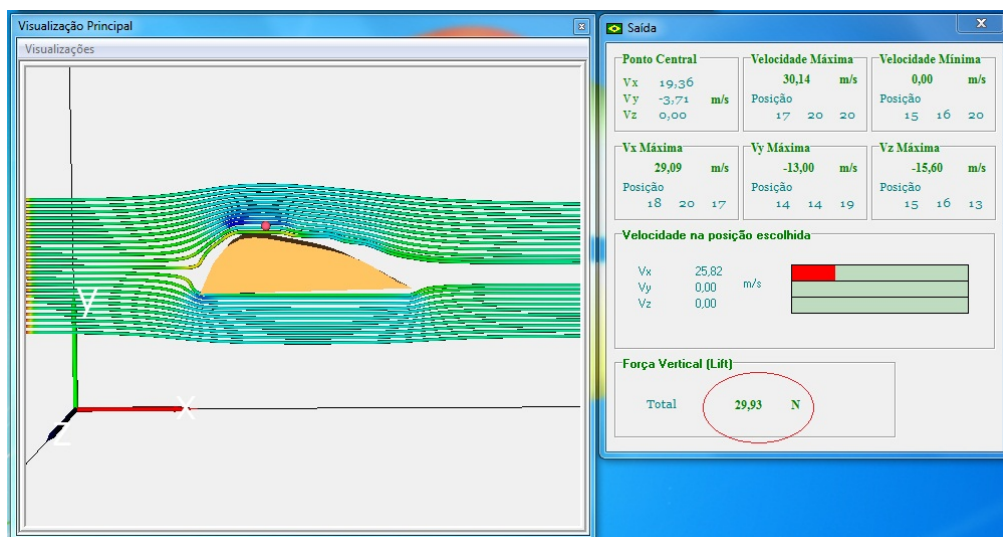 Visualização Principal
x
Visualizações
y
X
Z
Saída
X
Ponto Central
Vx 19,36
Vy -3,71 m/s
Vz 0,00
Velocidade Máxima
30,14 m/s
Posição
17 20 20
Velocidade Mínima
0,00 m/s
Posição
15 16 20
Vx Máxima
29,09 m/s
Posição
18 20 17
Vy Máxima
-13,00 m/s
Posição
14 14 19
Vz Máxima
-15,60 m/s
Posição
15 16 13
Velocidade na posição escolhida
Vx 25,82
Vy 0,00 m/s
Vz 0,00
Força Vertical (Lift)
Total 29,93 N